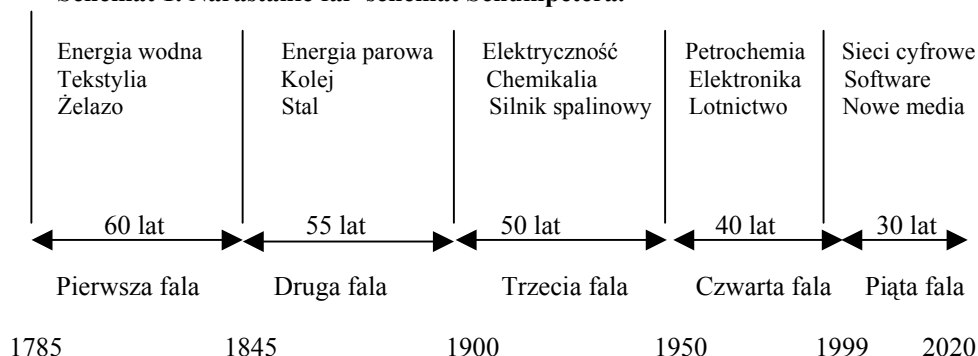 Schemat 1. Narastanie fal- schemat Schumpetera.
Energia wodna Energia parowa Elektryczność Petrochemia Sieci cyfrowe
Tekstylia Kolej Chemikalia Elektronika Software
Żelazo Stal Silnik spalinowy Lotnictwo Nowe media
60 lat 55 lat 50 lat 40 lat 30 lat
Pierwsza fala Druga fala Trzecia fala Czwarta fala Piąta fala
1785 1845 1900 1950 1999 2020